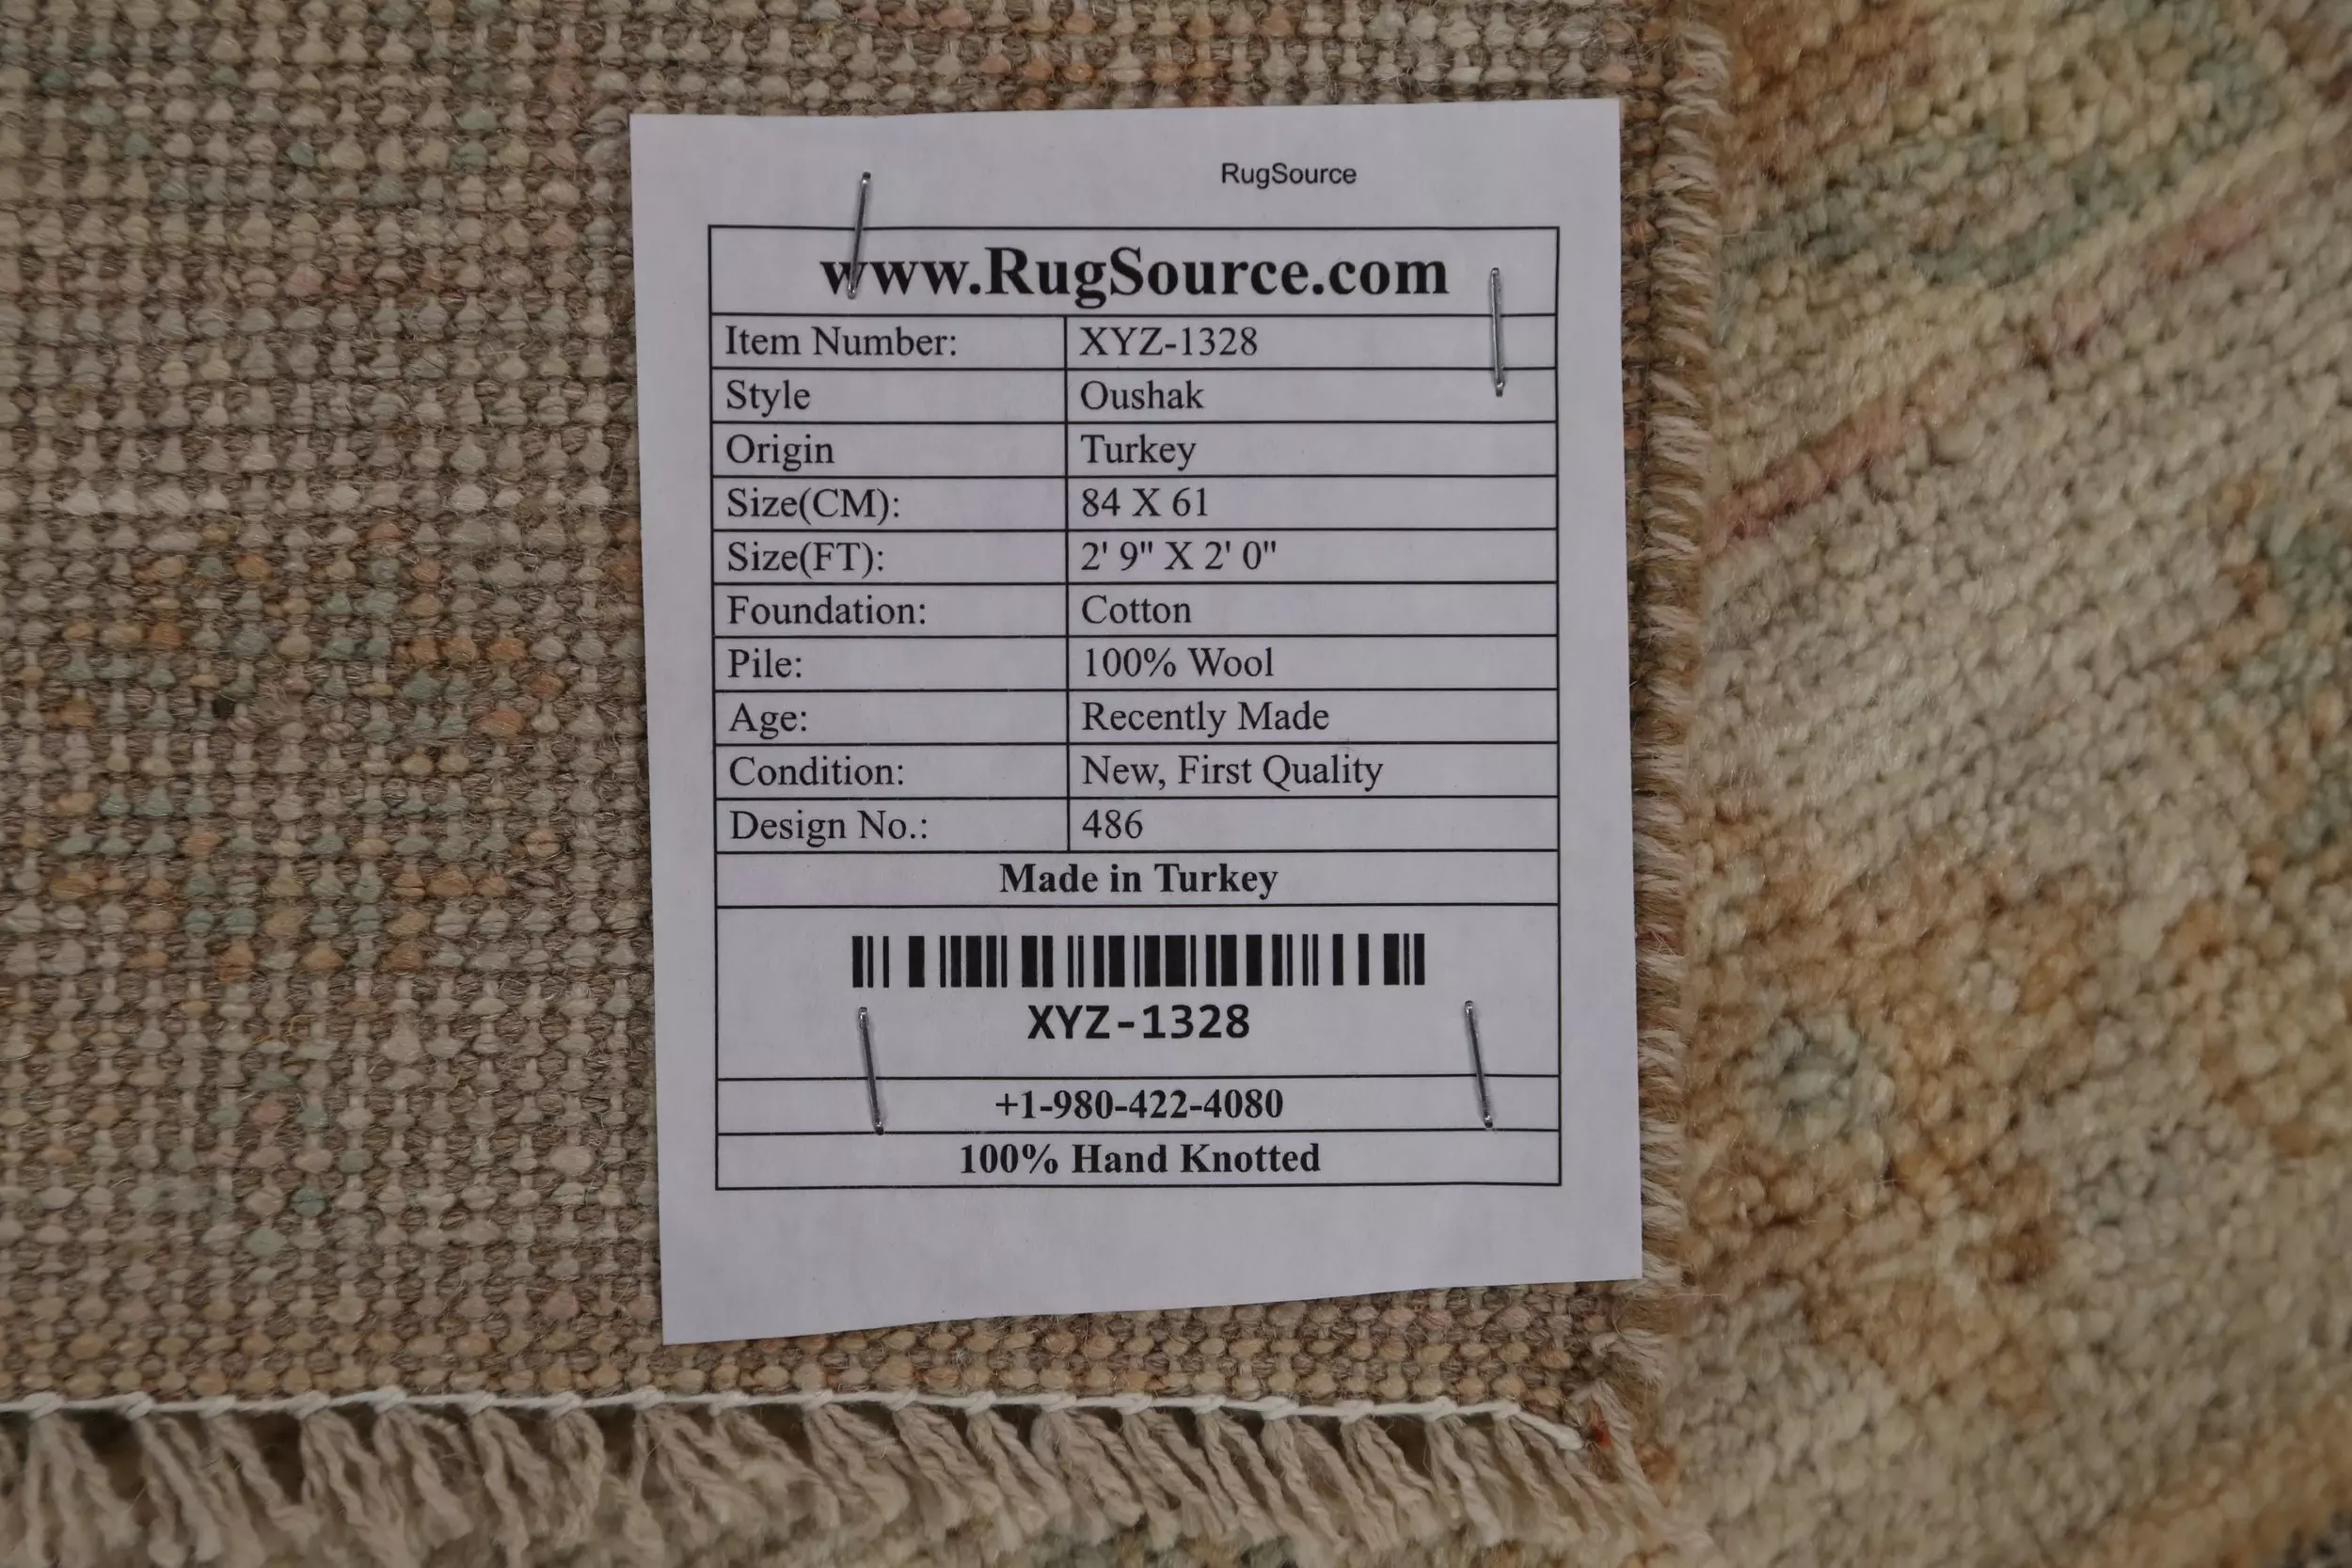 RugSource
www.RugSource.com
Item Number: XYZ-1328
Style Oushak
Origin Turkey
Size(CM): 84 X 61
Size(FT): 2' 9" X 2' 0"
Foundation: Cotton
Pile: 100% Wool
Age: Recently Made
Condition: New, First Quality
Design No.: 486
Made in Turkey
XYZ-1328
+1-980-422-4080
100% Hand Knotted